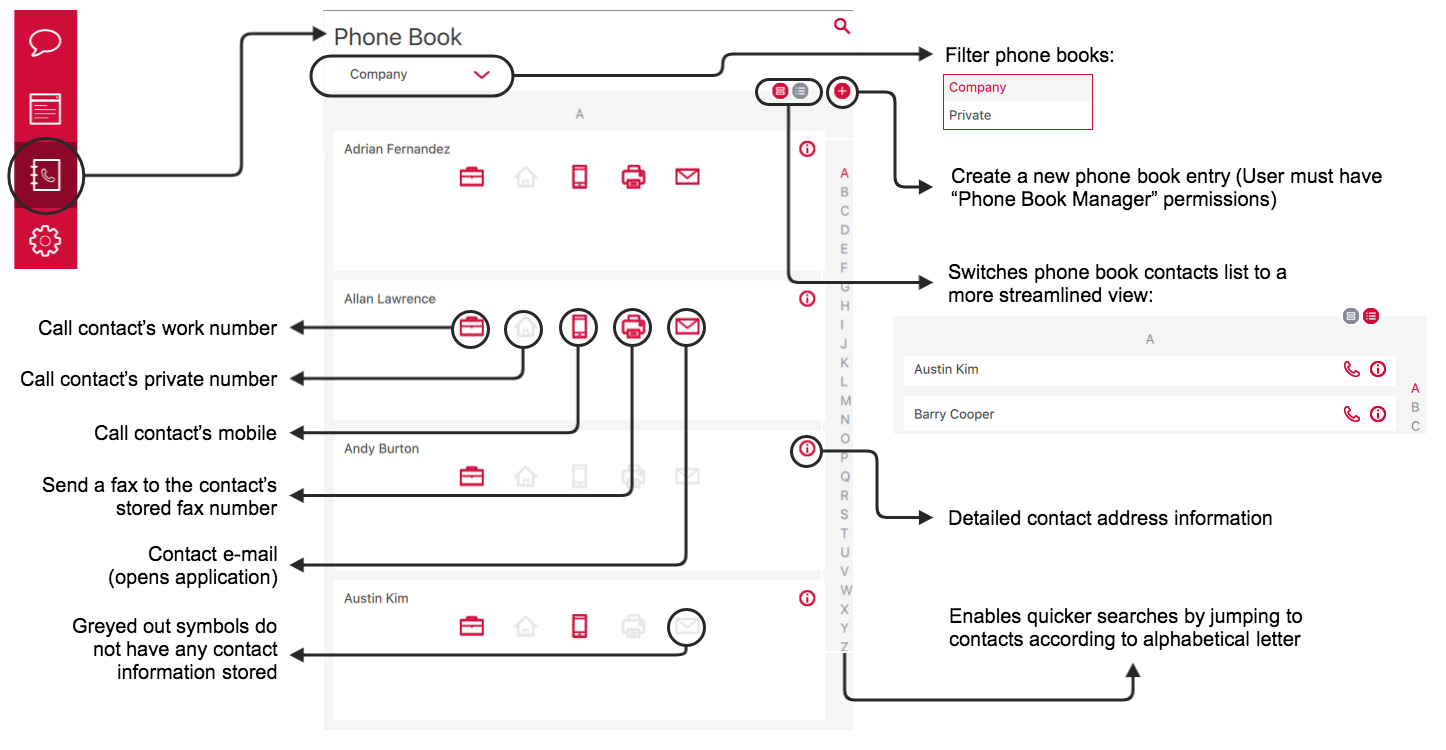 Phone Book
Company
A
Adrian Fernandez
Allan Lawrence
Andy Burton
Austin Kim
A
B
C
D
E
F
G
H
I
J
K
L
M
N
O
P
Q
R
S
T
U
V
W
X
Y
Z
Call contact's work number
Call contact's private number
Call contact's mobile
Send a fax to the contact's
stored fax number
Contact e-mail
(opens application)
Greyed out symbols do
not have any contact
information stored
Filter phone books:
Company
Private
Create a new phone book entry (User must have
“Phone Book Manager” permissions)
Switches phone book contacts list to a
more streamlined view:
A
Austin Kim
Barry Cooper
A
B
C
Detailed contact address information
Enables quicker searches by jumping to
contacts according to alphabetical letter